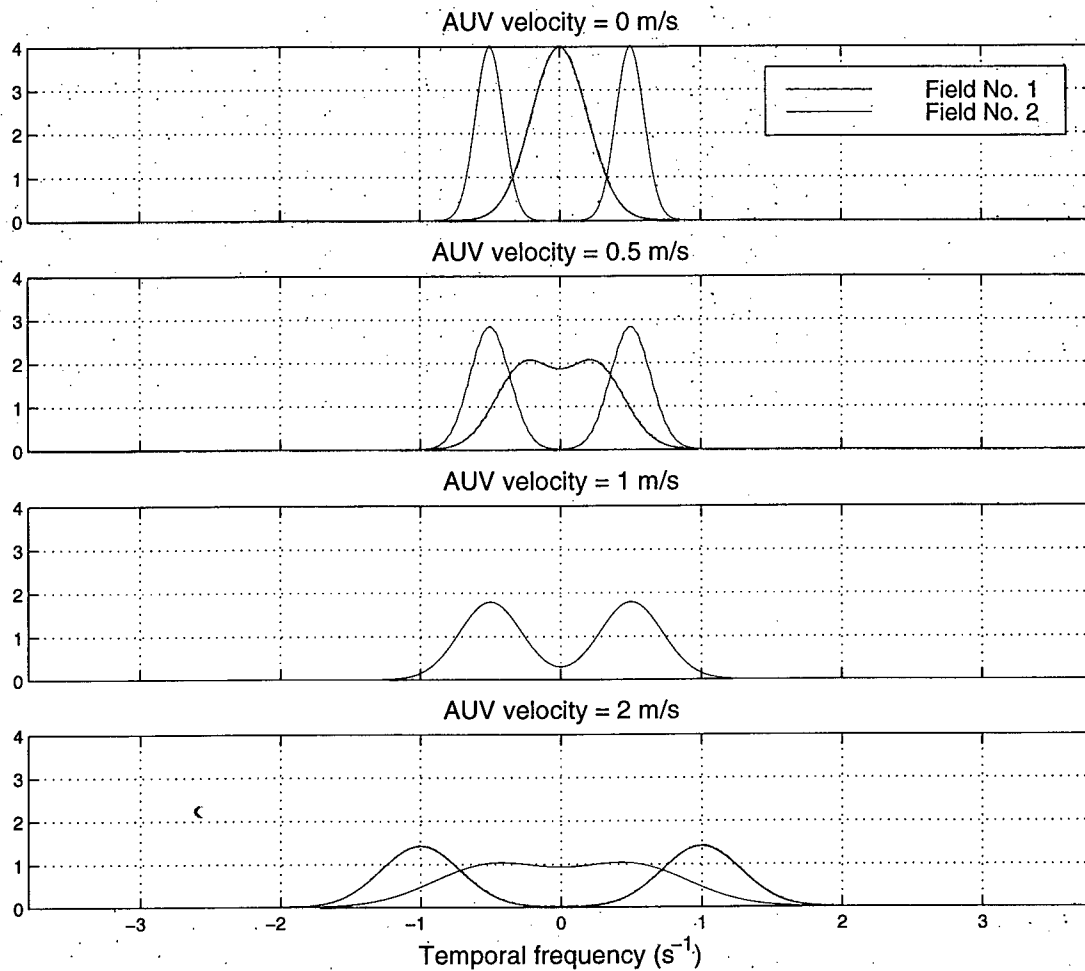 AUV velocity = 0 m/s
4
3
2
1
0
Field No. 1
Field No. 2
AUV velocity = 0.5 m/s
4
3
2
1
0
AUV velocity = 1 m/s
4
3
2
1
0
AUV velocity = 2 m/s
4
3
2
1
0
−3 −2 −1 0 1 2 3
Temporal frequency (s⁻¹)